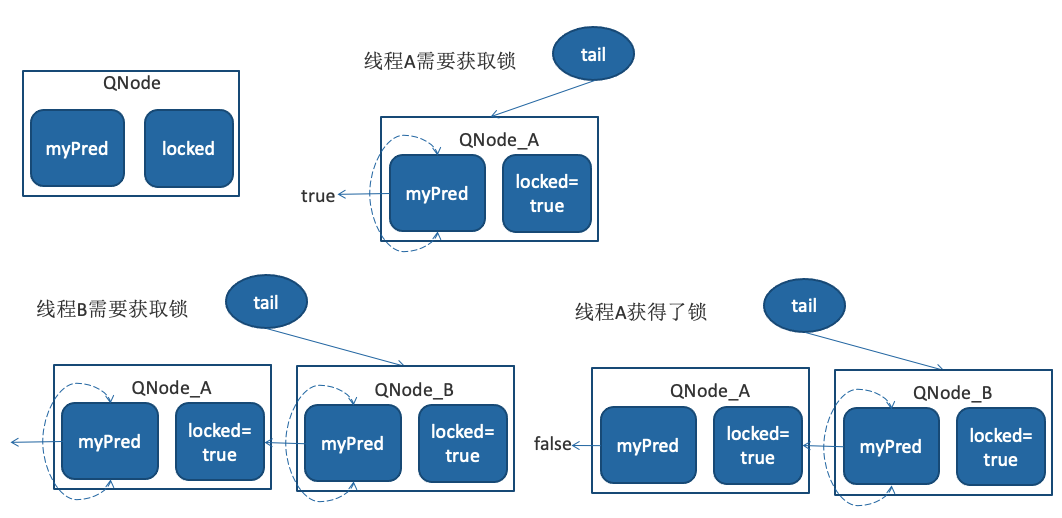 QNode
myPred
locked
线程A需要获取锁
tail
QNode_A
true
myPred
locked=
true
线程B需要获取锁
tail
QNode_A
myPred
locked=
true
QNode_B
myPred
locked=
true
线程A获得了锁
tail
QNode_A
false
myPred
locked=
true
QNode_B
myPred
locked=
true